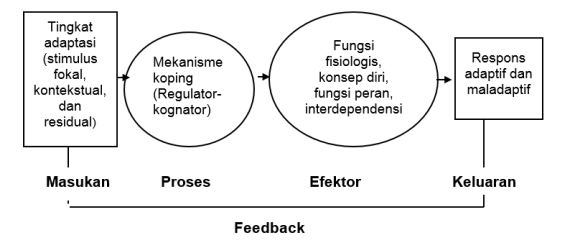 Tingkat
adaptasi
(stimulus
fokal,
kontekstual,
dan
residual)
Mekanisme
koping
(Regulator-
kognator)
Fungsi
fisiologis,
konsep diri,
fungsi peran,
interdependensi
Respons
adaptif dan
maladaptif
Masukan
Proses
Efektor
Keluaran
Feedback